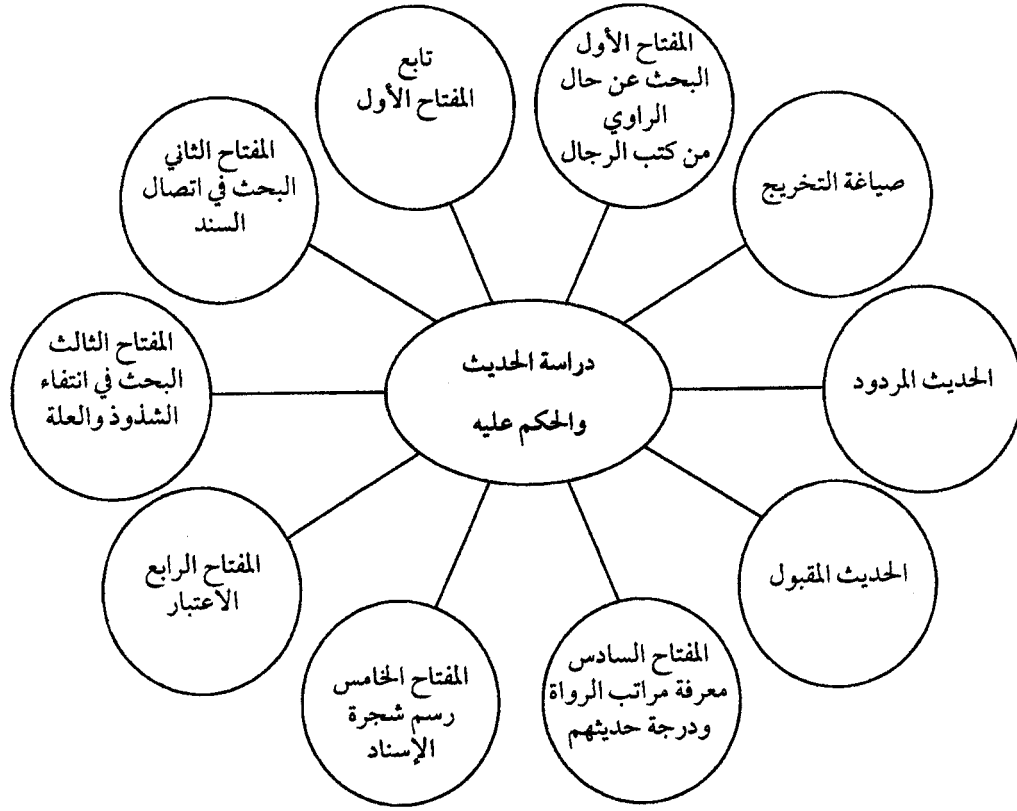 دراسة الحديث
والحكم عليه
المفتاح الأول
البحث عن حال
الراوي
من كتب الرجال
تابع
المفتاح الأول
المفتاح الثاني
البحث في اتصال
السند
المفتاح الثالث
البحث في انتفاء
الشذوذ والعلة
المفتاح الرابع
الاعتبار
المفتاح الخامس
رسم شجرة
الإسناد
المفتاح السادس
معرفة مراتب الرواة
ودرجة حديثهم
الحديث المقبول
الحديث المردود
صياغة التخريج